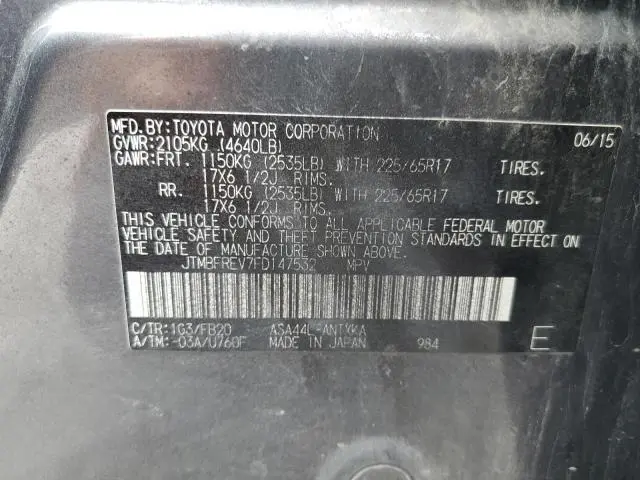 MFD.BY:TOYOTA MOTOR CORPORATION 06/15
GVWR:2105KG (4640LB)
GAWR:FRT. 1150KG (2535LB) WITH 225/65R17 TIRES.
17X6 1/2J RIMS.
RR. 1150KG (2535LB) WITH 225/65R17 TIRES.
17X6 1/2J RIMS.
THIS VEHICLE CONFORMS TO ALL APPLICABLE FEDERAL MOTOR
VEHICLE SAFETY AND THEFT PREVENTION STANDARDS IN EFFECT ON
THE DATE OF MANUFACTURE SHOWN ABOVE.
JTMBFREV7FD147532 MPV
C/TR:1G3/FB20 ASA44L-ANTXKA
A/TM:-03A/U760F MADE IN JAPAN 984 E